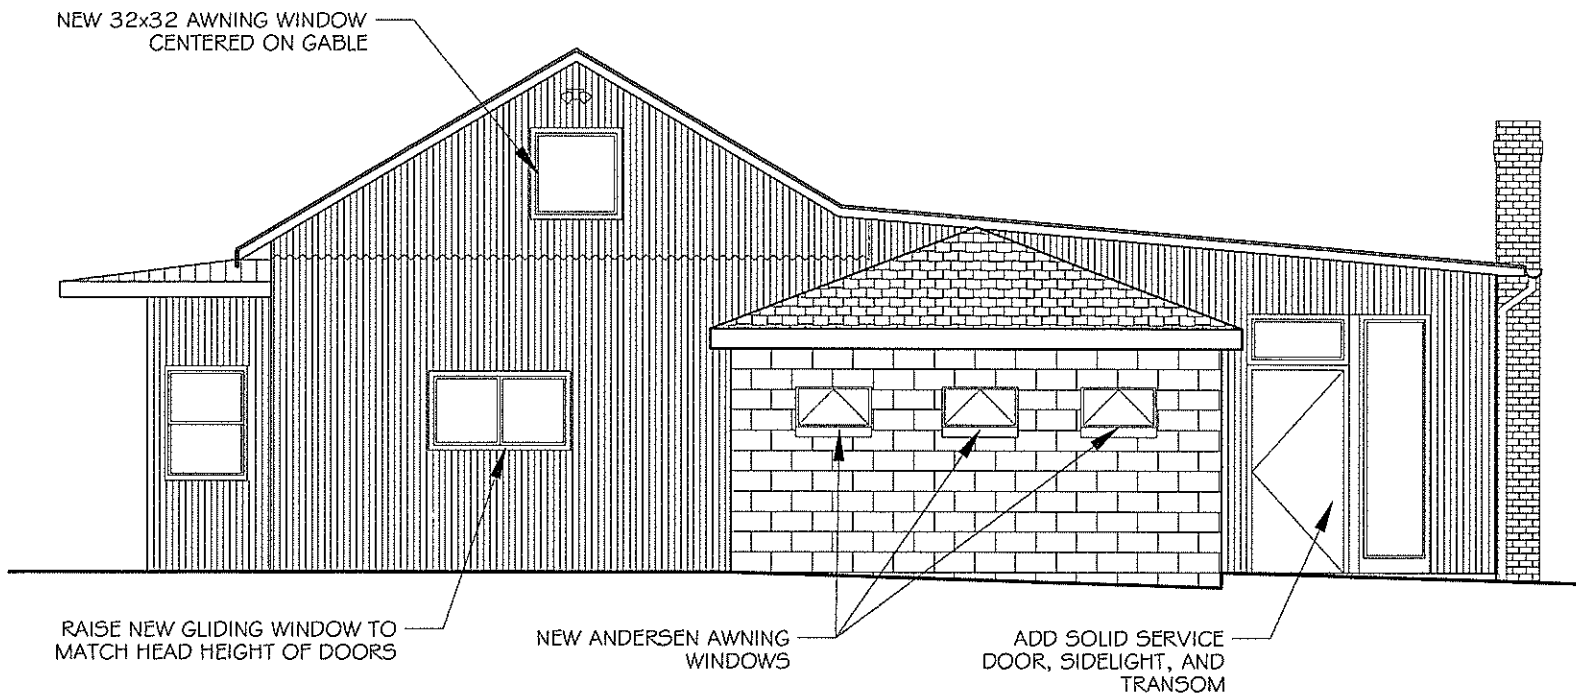 NEW 32x32 AWNING WINDOW
CENTERED ON GABLE
RAISE NEW GLIDING WINDOW TO
MATCH HEAD HEIGHT OF DOORS
NEW ANDERSEN AWNING
WINDOWS
ADD SOLID SERVICE
DOOR, SIDELIGHT, AND
TRANSOM